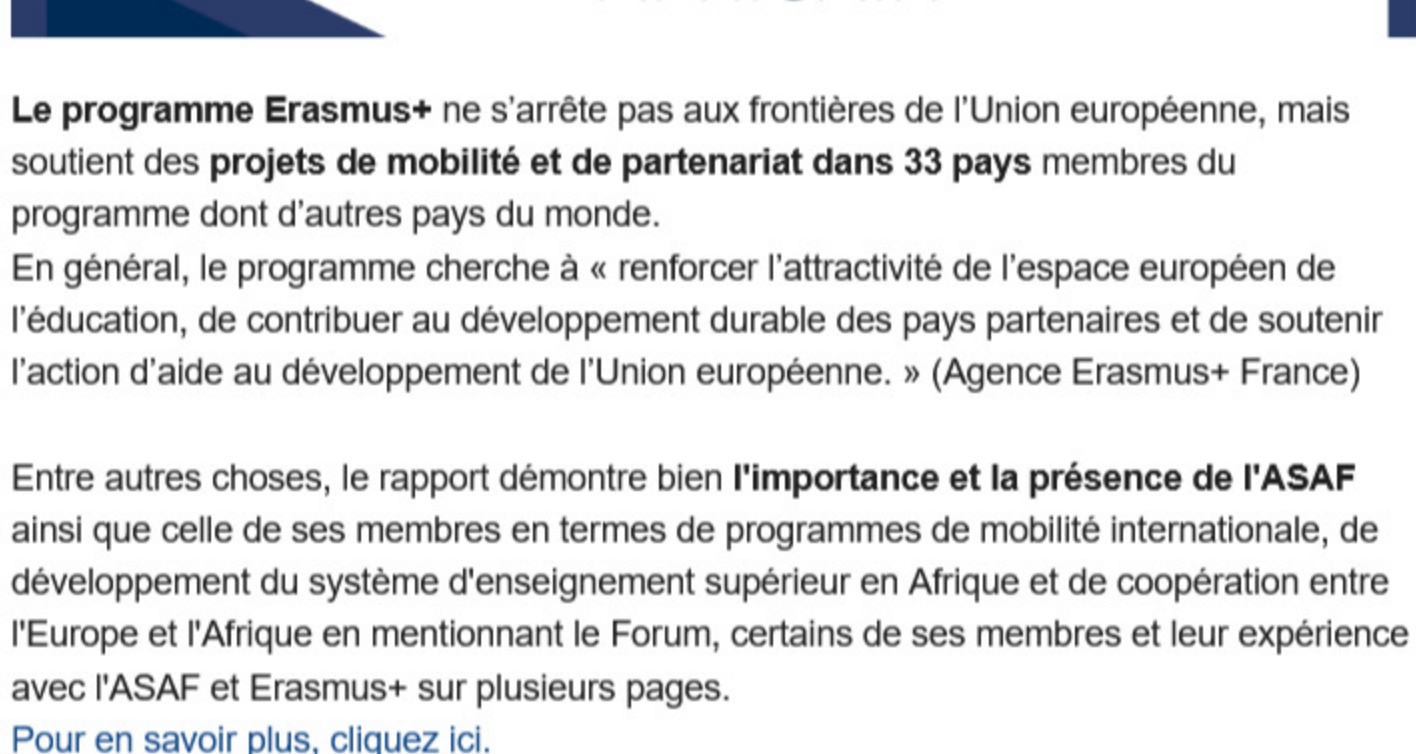 Le programme Erasmus+ ne s’arrête pas aux frontières de l’Union européenne, mais
soutient des projets de mobilité et de partenariat dans 33 pays membres du
programme dont d’autres pays du monde.
En général, le programme cherche à « renforcer l’attractivité de l’espace européen de
l’éducation, de contribuer au développement durable des pays partenaires et de soutenir
l’action d’aide au développement de l’Union européenne. » (Agence Erasmus+ France)
Entre autres choses, le rapport démontre bien l'importance et la présence de l'ASAF
ainsi que celle de ses membres en termes de programmes de mobilité internationale, de
développement du système d'enseignement supérieur en Afrique et de coopération entre
l'Europe et l'Afrique en mentionnant le Forum, certains de ses membres et leur expérience
avec l'ASAF et Erasmus+ sur plusieurs pages.
Pour en savoir plus, cliquez ici.